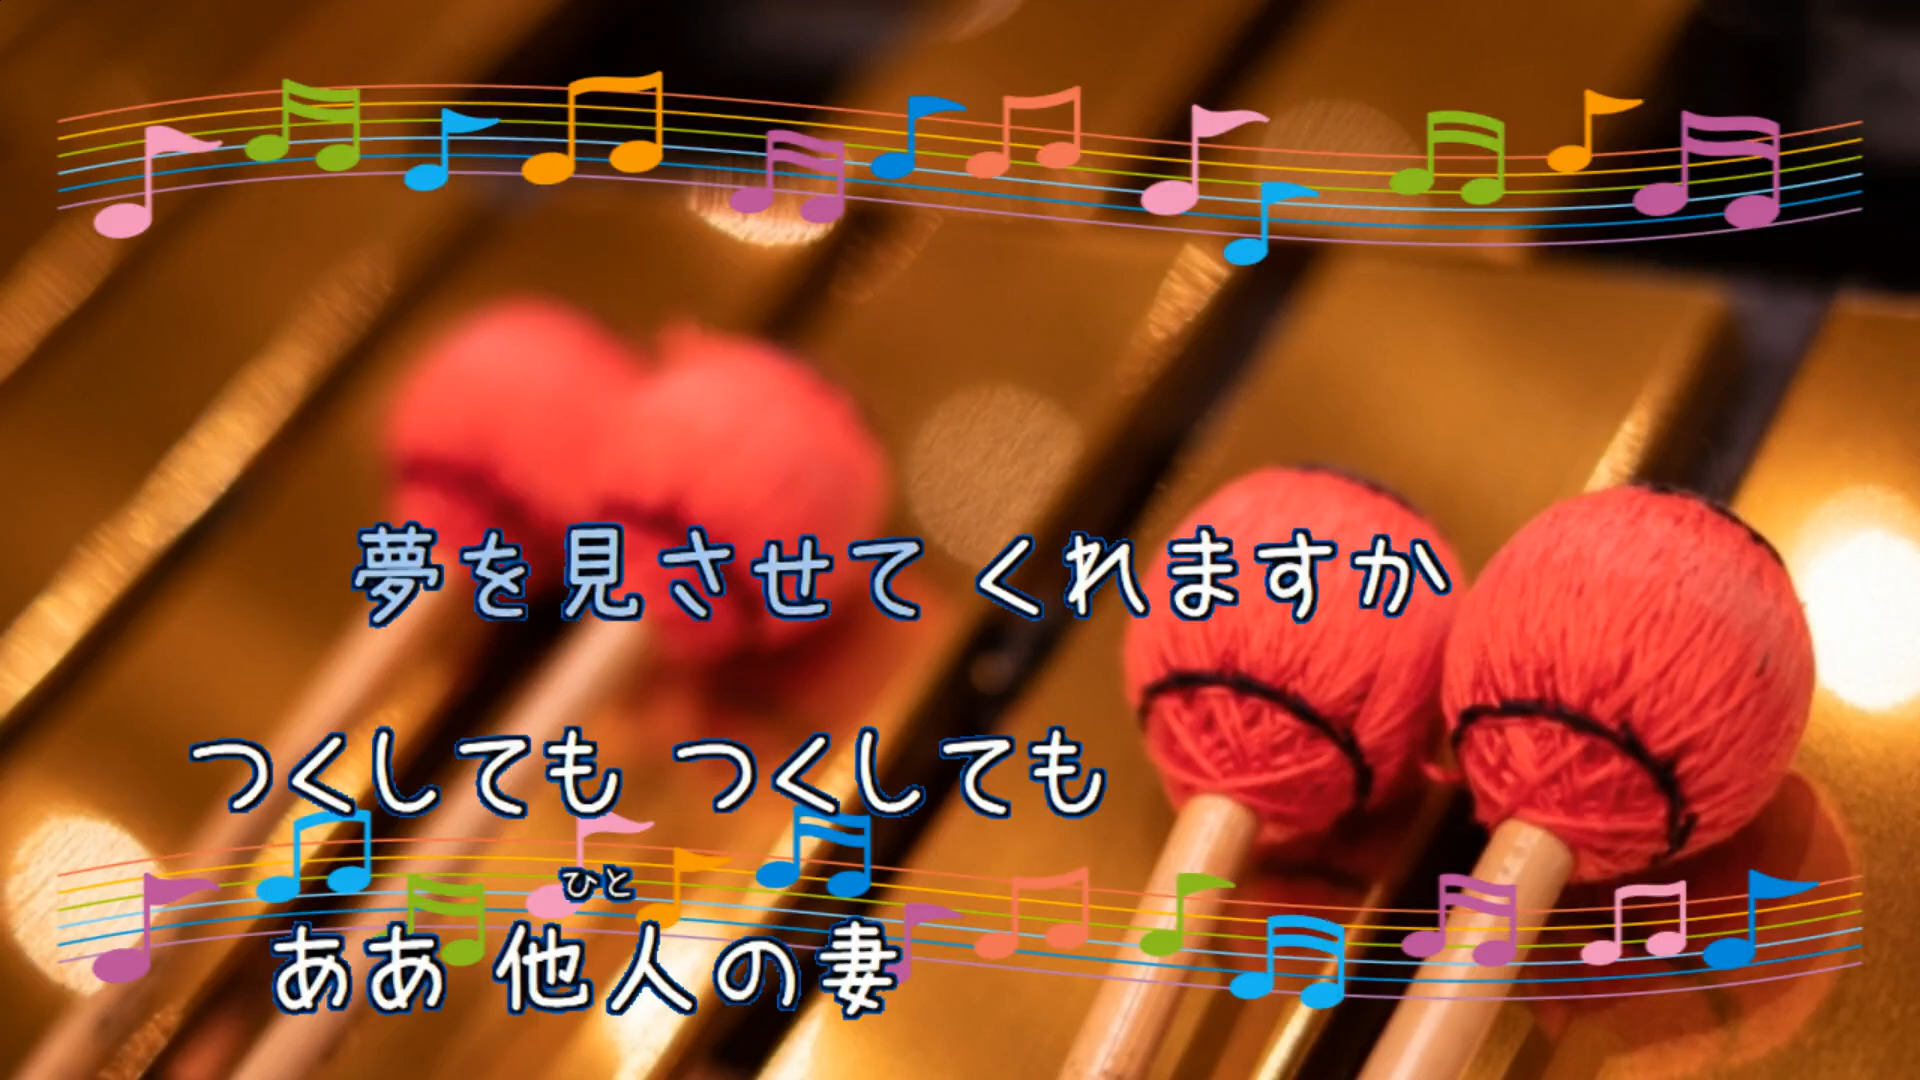 夢を見させて くれますか
つくしても つくしても
ひと
ああ 他人の妻